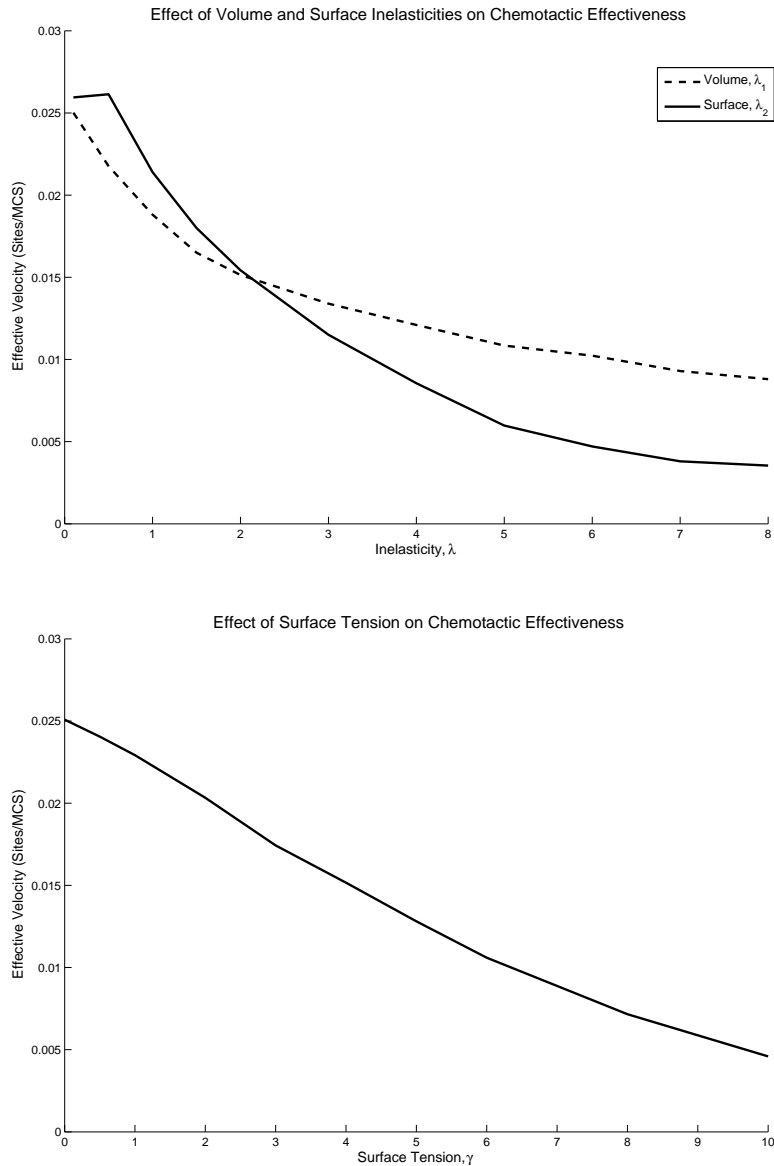 Effect of Volume and Surface Inelasticities on Chemotactic Effectiveness
0.03
0.025
0.02
0.015
0.01
0.005
0
Effective Velocity (Sites/MCS)
Volume, λ1
Surface, λ2
0 1 2 3 4 5 6 7 8
Inelasticity, λ
Effect of Surface Tension on Chemotactic Effectiveness
0.03
0.025
0.02
0.015
0.01
0.005
0
Effective Velocity (Sites/MCS)
0 1 2 3 4 5 6 7 8 9 10
Surface Tension, γ